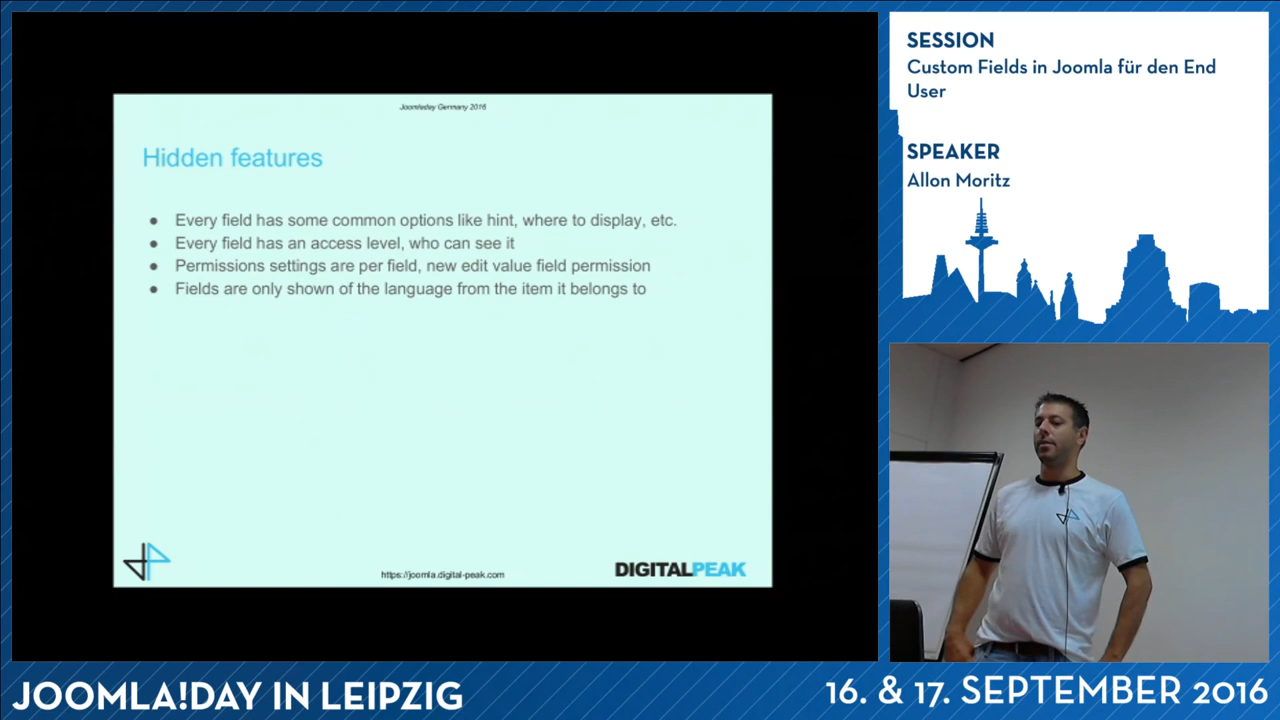 Joomladay Germany 2016
Hidden features
● Every field has some common options like hint, where to display, etc.
● Every field has an access level, who can see it
● Permissions settings are per field, new edit value field permission
● Fields are only shown of the language from the item it belongs to
https://joomla.digital-peak.com
DIGITALPEAK
SESSION
Custom Fields in Joomla für den End
User
SPEAKER
Allon Moritz
JOOMLA!DAY IN LEIPZIG
16. & 17. SEPTEMBER 2016